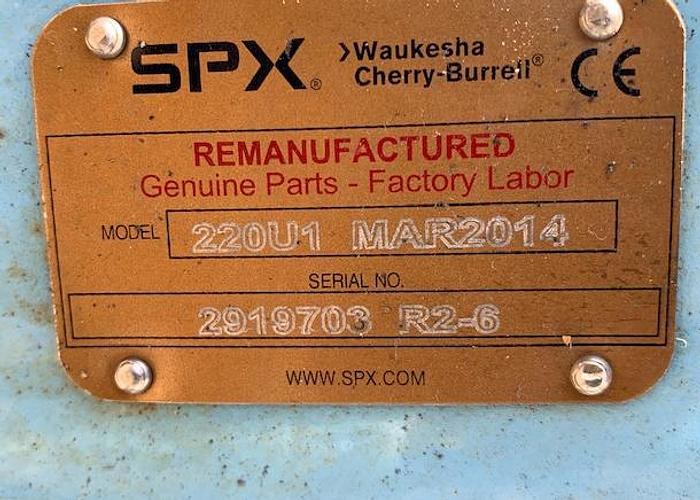 SPX® ›Waukesha
Cherry-Burrell® CE
REMANUFACTURED
Genuine Parts - Factory Labor
MODEL 220U1 MAR2014
SERIAL NO.
2919703 R2-6
WWW.SPX.COM